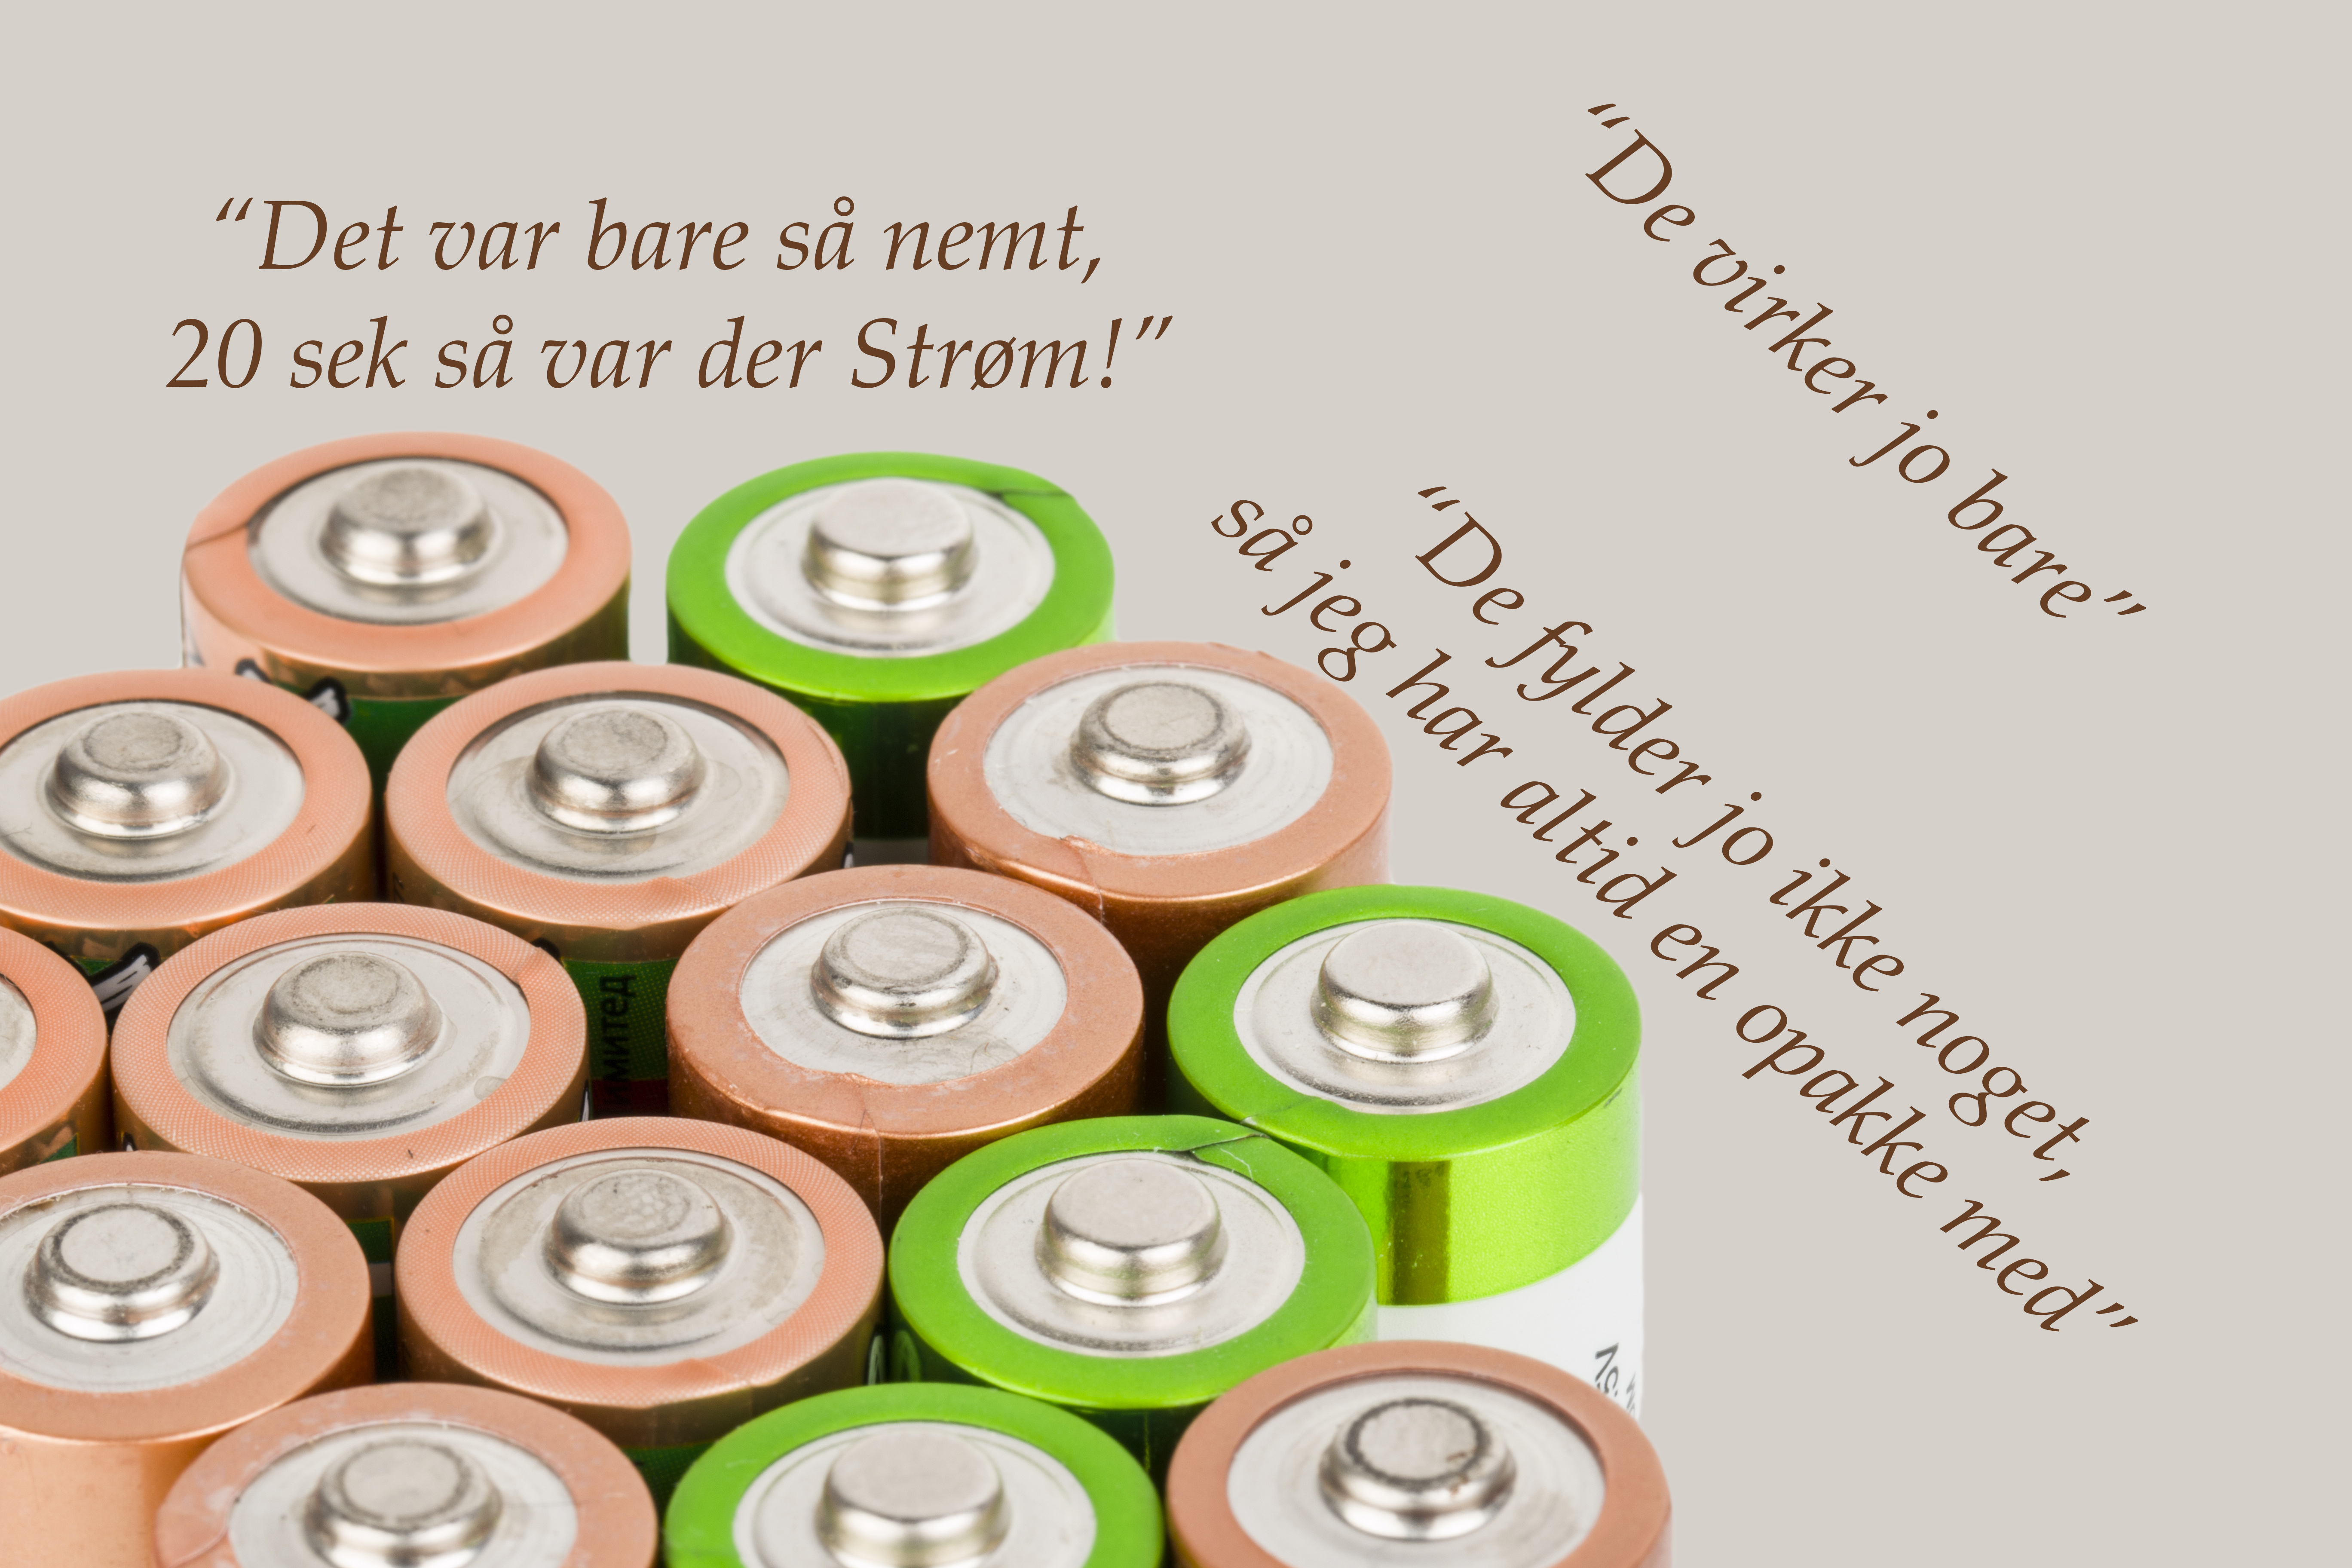 “Det var bare så nemt,
20 sek så var der Strøm!”
“De virker jo bare”
“De fylder jo ikke noget,
så jeg har altid en opakke med”
имитед